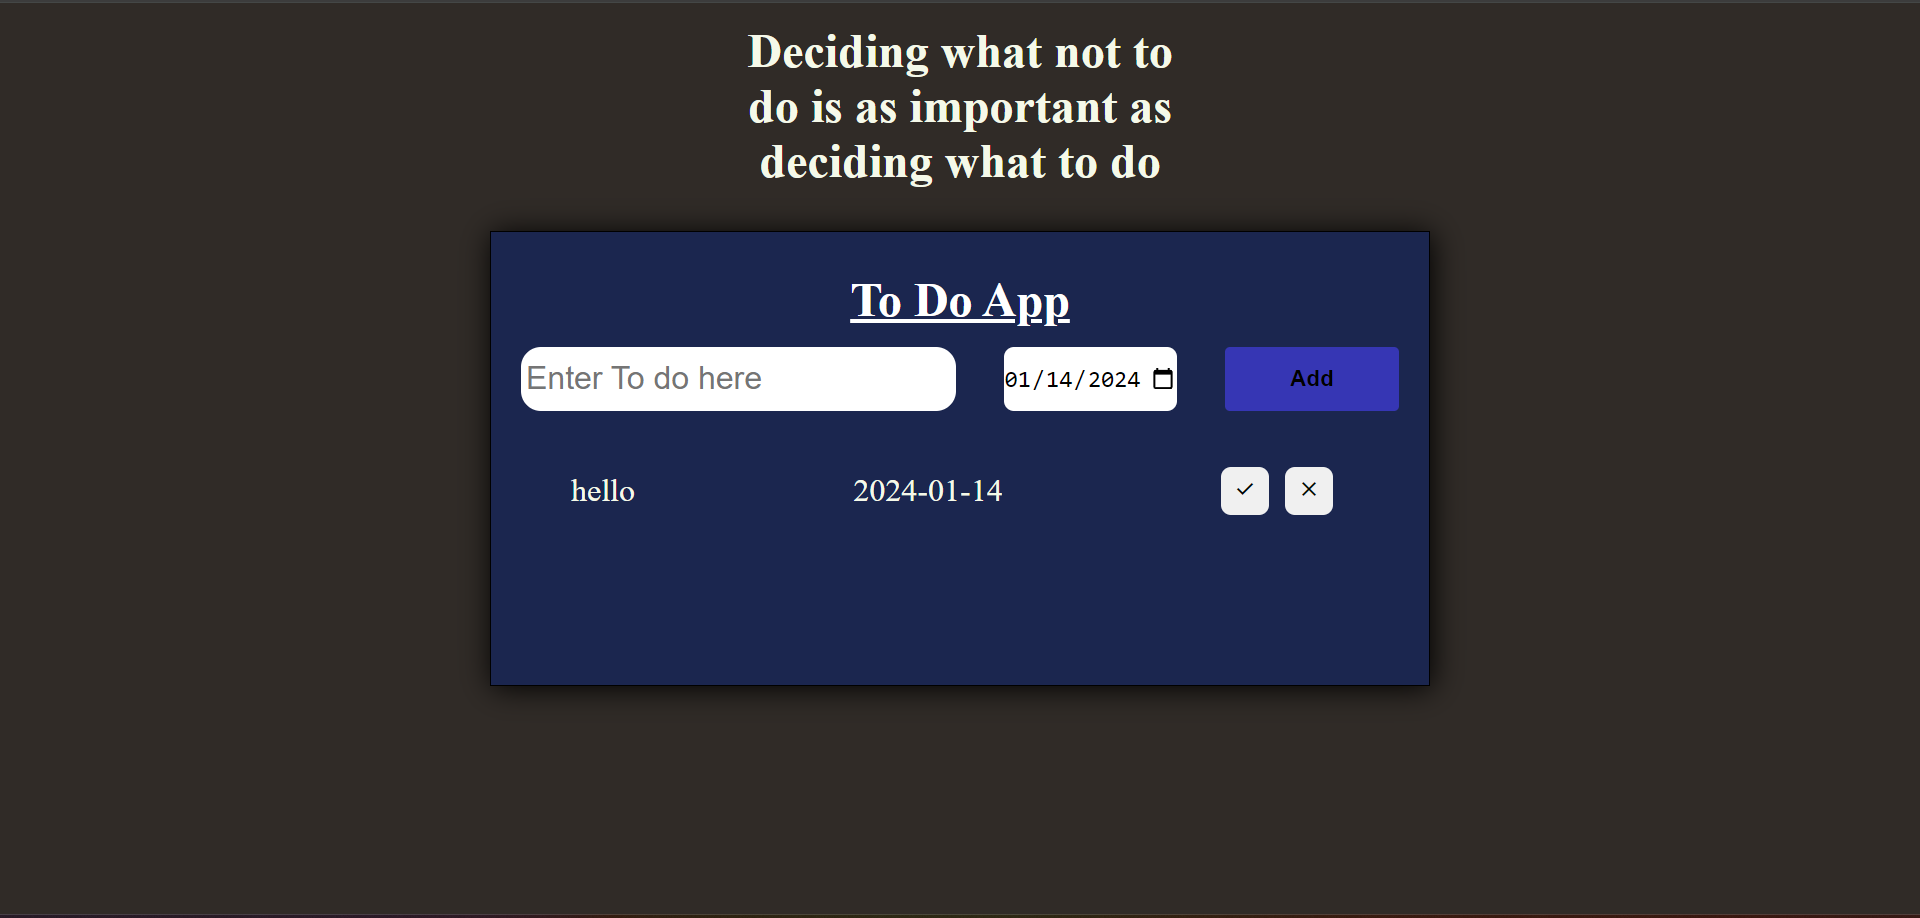 Deciding what not to
do is as important as
deciding what to do
To Do App
Enter To do here
01/14/2024
Add
hello
2024-01-14